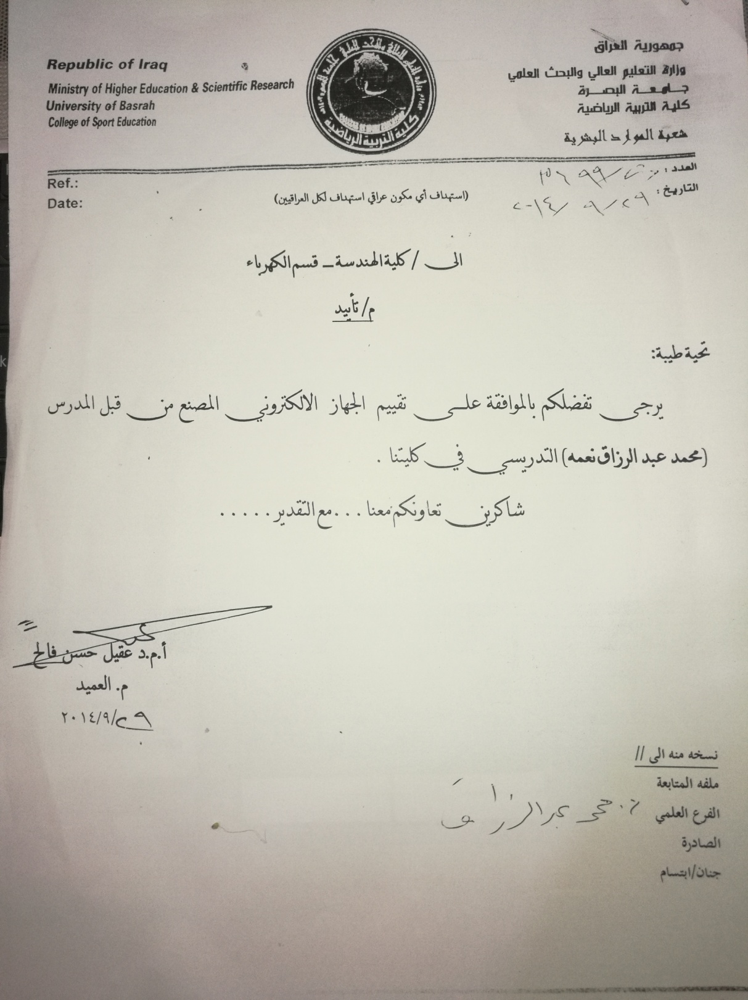 Republic of Iraq
Ministry of Higher Education & Scientific Research
University of Basrah
College of Sport Education
جمهورية العراق
وزارة التعليم العالي والبحث العلمي
جامعة البصرة
كلية التربية الرياضية
شعبة الموارد البشرية
كلية التربية الرياضية
Ref.:
Date:
العدد :
التاريخ : ٢٩/ ٩ /٢٠١٤
(استهداف أي مكون عراقي استهداف لكل العراقيين)
الى / كلية الهندسة – قسم الكهرباء
م/ تأييد
تحية طيبة:
يرجى تفضلكم بالموافقة على تقييم الجهاز الالكتروني المصنع من قبل المدرس
(محمد عبد الرزاق نعمه) التدريسي في كليتنا .
شاكرين تعاونكم معنا . . . مع التقدير . . . . .
أ.م.د عقيل حسن فالح
م. العميد
٢٩/٩/٢٠١٤
نسخه منه الى //
ملفه المتابعة
الفرع العلمي
محمد عبد الرزاق
الصادرة
جنان/ابتسام